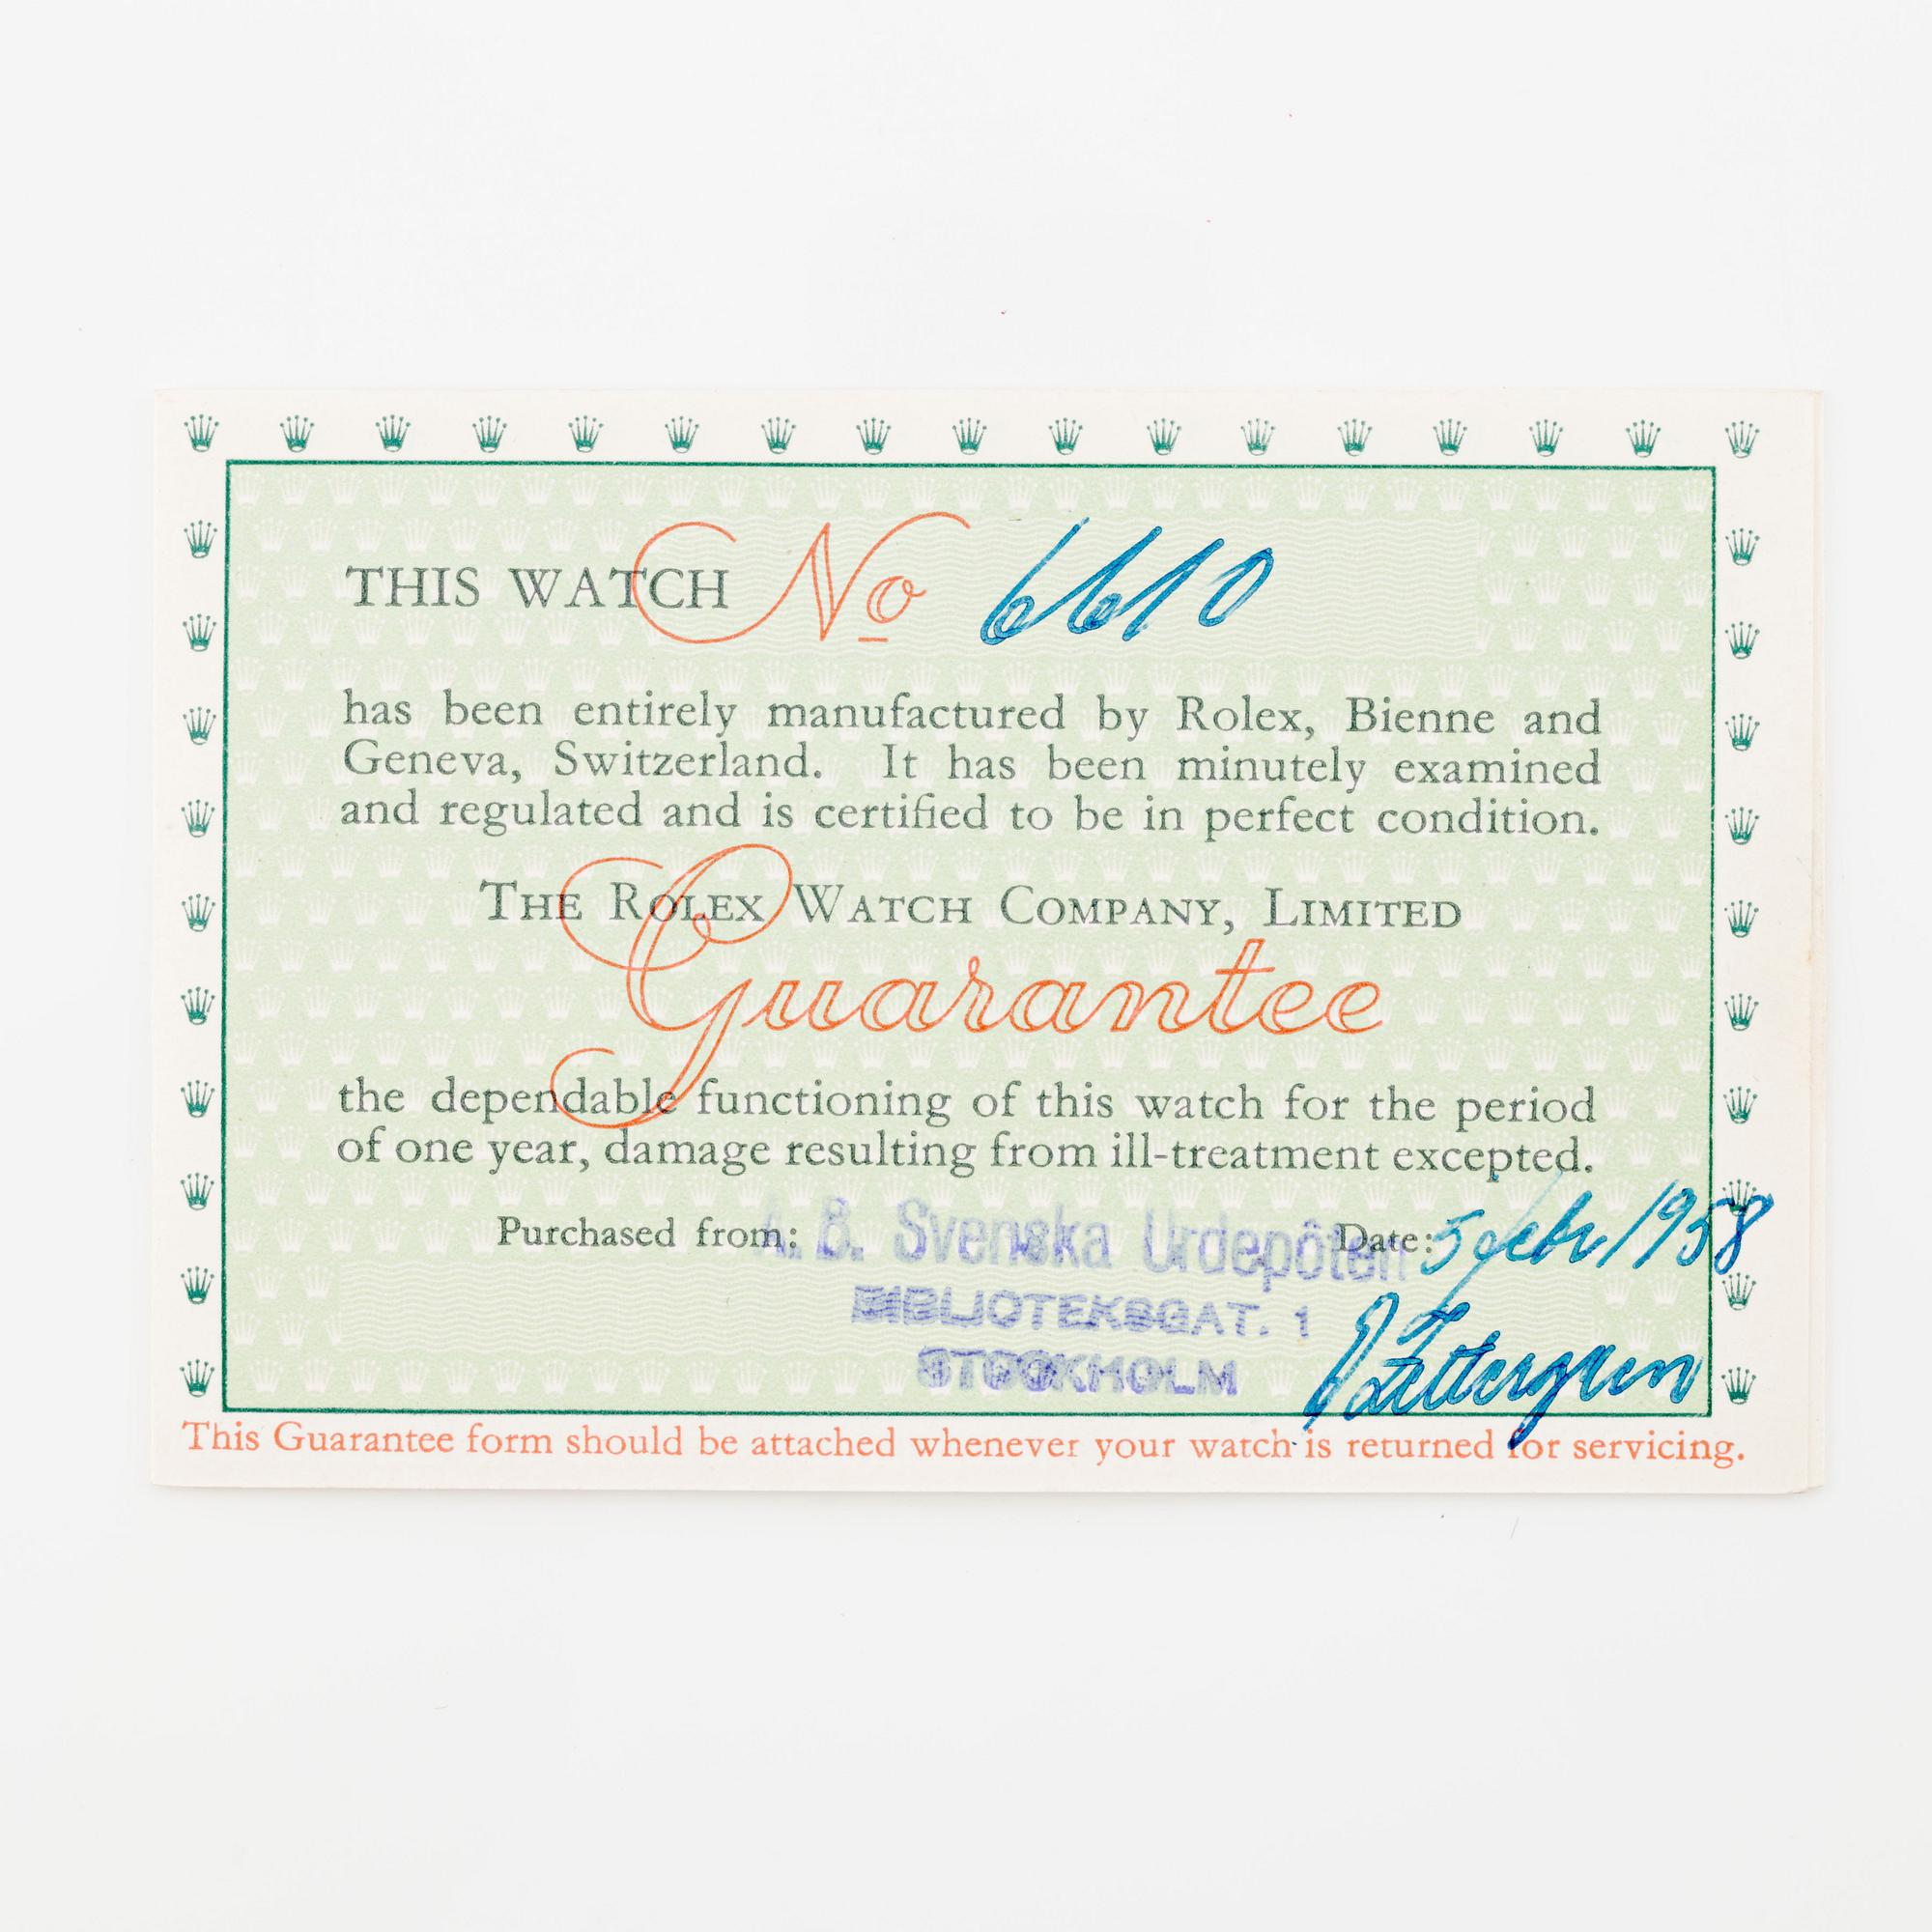 THIS WATCH No 6610
has been entirely manufactured by Rolex, Bienne and
Geneva, Switzerland. It has been minutely examined
and regulated and is certified to be in perfect condition.
THE ROLEX WATCH COMPANY, LIMITED
Guarantee
the dependable functioning of this watch for the period
of one year, damage resulting from ill-treatment excepted.
Purchased from: A.B. Svenska Urdepôten Date: 5 febr 1958
BIBLIOTEKSGAT. 1
STOCKHOLM
This Guarantee form should be attached whenever your watch is returned for servicing.